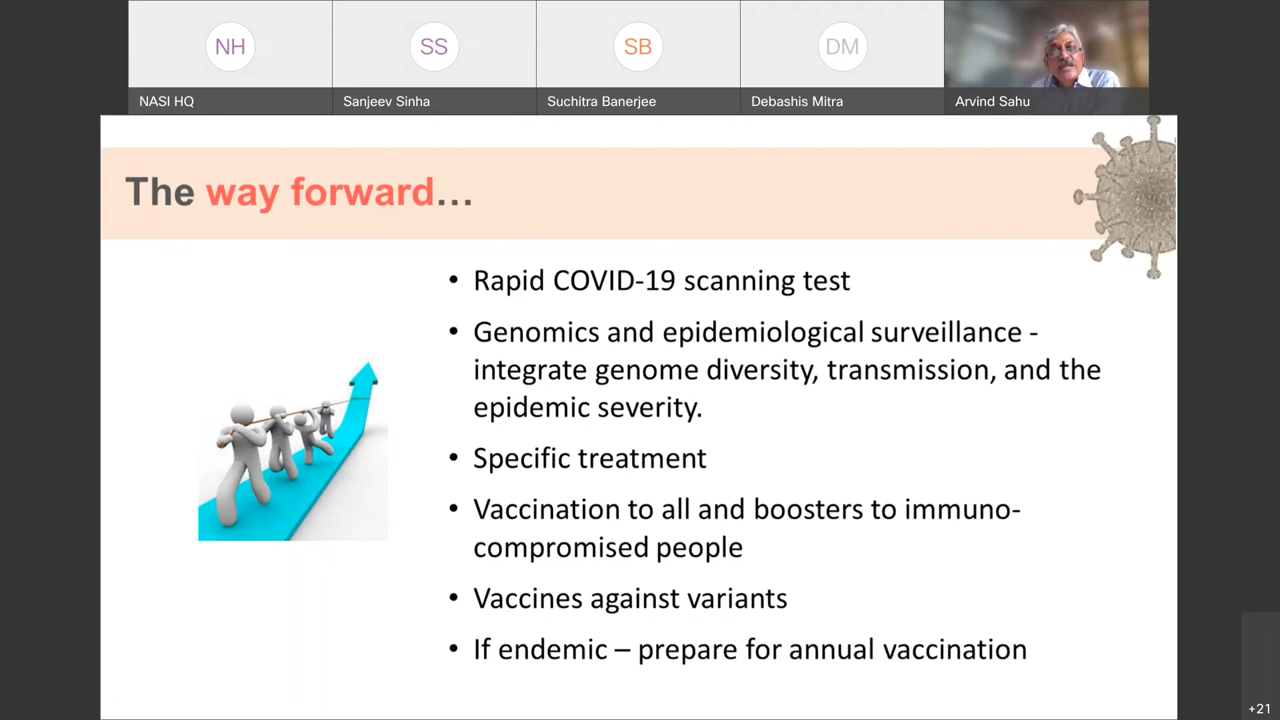 NH
SS
SB
DM
NASI HQ
Sanjeev Sinha
Suchitra Banerjee
Debashis Mitra
Arvind Sahu
The way forward...
• Rapid COVID-19 scanning test
• Genomics and epidemiological surveillance -
integrate genome diversity, transmission, and the
epidemic severity.
• Specific treatment
• Vaccination to all and boosters to immuno-
compromised people
• Vaccines against variants
• If endemic – prepare for annual vaccination
+21